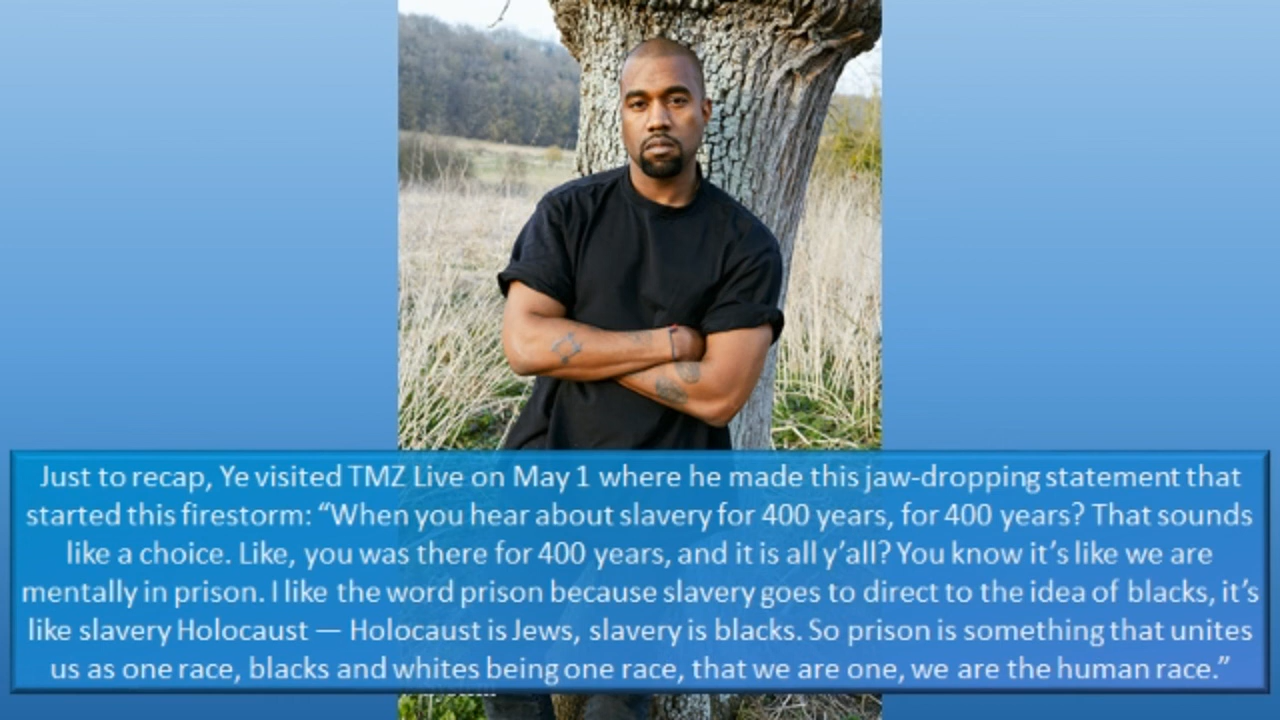 Just to recap, Ye visited TMZ Live on May 1 where he made this jaw-dropping statement that
started this firestorm: “When you hear about slavery for 400 years, for 400 years? That sounds
like a choice. Like, you was there for 400 years, and it is all y’all? You know it’s like we are
mentally in prison. I like the word prison because slavery goes to direct to the idea of blacks, it’s
like slavery Holocaust — Holocaust is Jews, slavery is blacks. So prison is something that unites
us as one race, blacks and whites being one race, that we are one, we are the human race.”